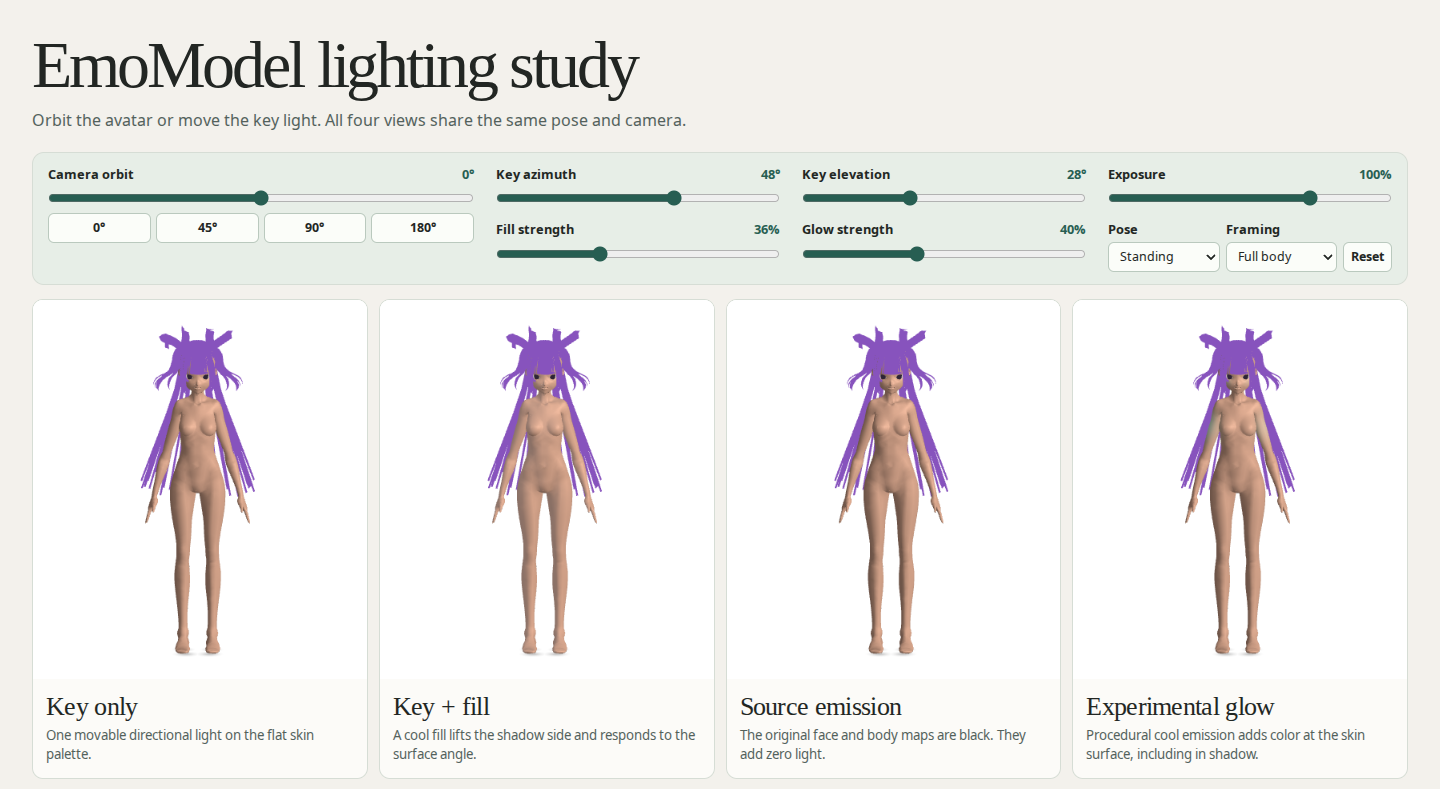 EmoModel lighting study
Orbit the avatar or move the key light. All four views share the same pose and camera.
Camera orbit 0°
0° 45° 90° 180°
Key azimuth 48°
Key elevation 28°
Exposure 100%
Fill strength 36%
Glow strength 40%
Pose Framing
Standing Full body Reset
Key only
One movable directional light on the flat skin
palette.
Key + fill
A cool fill lifts the shadow side and responds to the
surface angle.
Source emission
The original face and body maps are black. They
add zero light.
Experimental glow
Procedural cool emission adds color at the skin
surface, including in shadow.